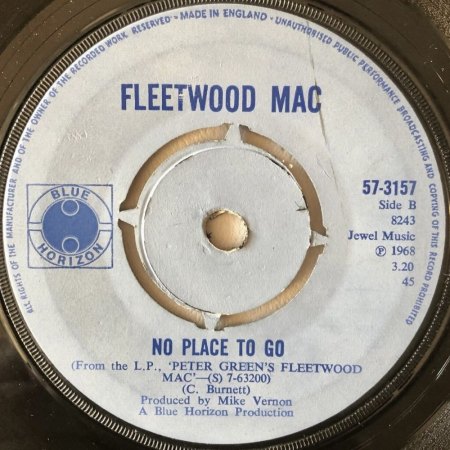 ALL RIGHTS OF THE MANUFACTURER AND OF THE OWNER OF THE RECORDED WORK RESERVED • MADE IN ENGLAND • UNAUTHORISED PUBLIC PERFORMANCE BROADCASTING AND COPYING OF THIS RECORD PROHIBITED
FLEETWOOD MAC
BLUE
HORIZON
57-3157
Side B
8243
Jewel Music
℗ 1968
3.20
45
NO PLACE TO GO
(From the L.P., 'PETER GREEN'S FLEETWOOD
MAC'—(S) 7-63200)
(C. Burnett)
Produced by Mike Vernon
A Blue Horizon Production